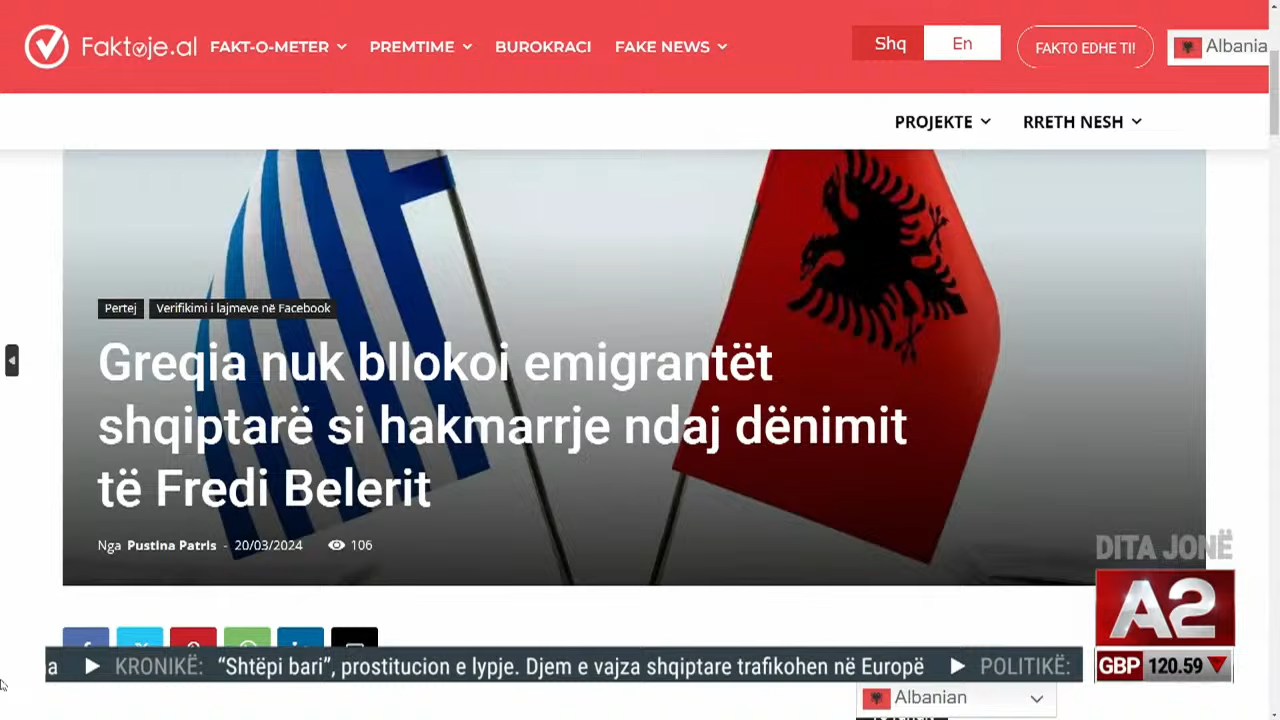 Faktoje.al
FAKT-O-METER
PREMTIME
BUROKRACI
FAKE NEWS
Shq
En
FAKTO EDHE TI!
Albania
PROJEKTE
RRETH NESH
Pertej
Verifikimi i lajmeve në Facebook
Greqia nuk bllokoi emigrantët
shqiptarë si hakmarrje ndaj dënimit
të Fredi Belerit
Nga Pustina Patris - 20/03/2024 106
DITA JONË
A2
a ▶ KRONIKË: “Shtëpi bari”, prostitucion e lypje. Djem e vajza shqiptare trafikohen në Europë ▶ POLITIKË:
GBP 120.59
Albanian